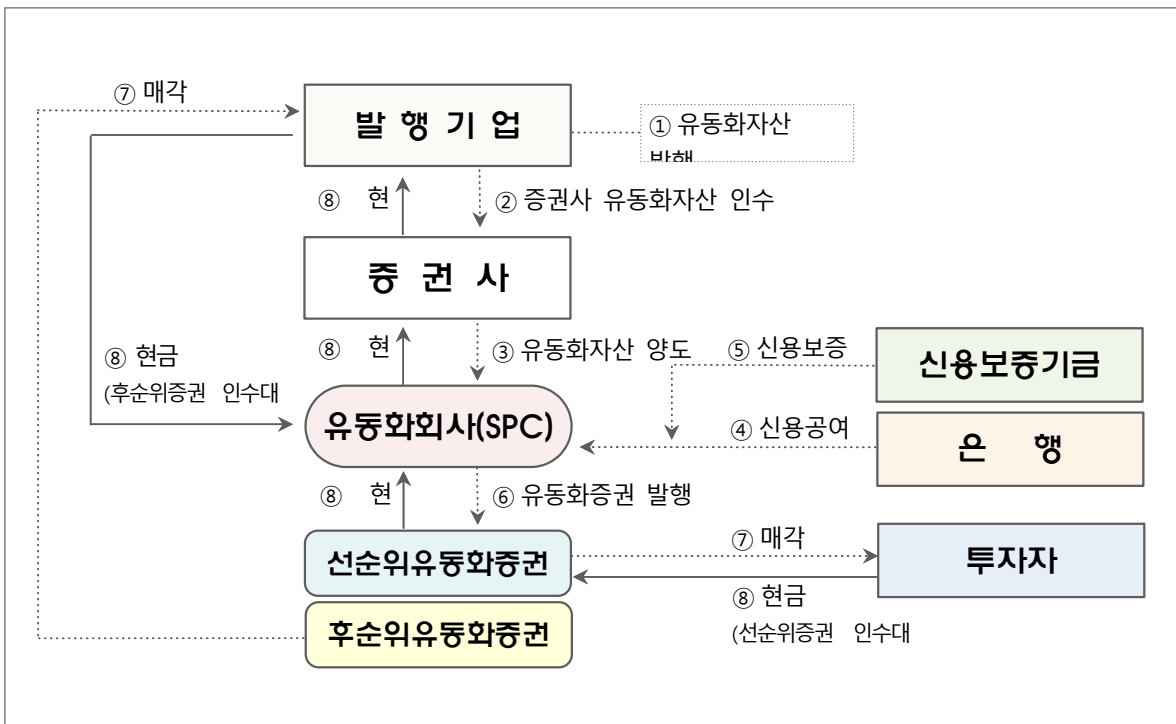 ⑦ 매각
발 행 기 업
① 유동화자산
발행
⑧ 현
② 증권사 유동화자산 인수
증 권 사
⑧ 현금
(후순위증권 인수대
⑧ 현
③ 유동화자산 양도
⑤ 신용보증
신용보증기금
유동화회사(SPC)
④ 신용공여
은 행
⑧ 현
⑥ 유동화증권 발행
선순위유동화증권
⑦ 매각
투자자
⑧ 현금
(선순위증권 인수대
후순위유동화증권